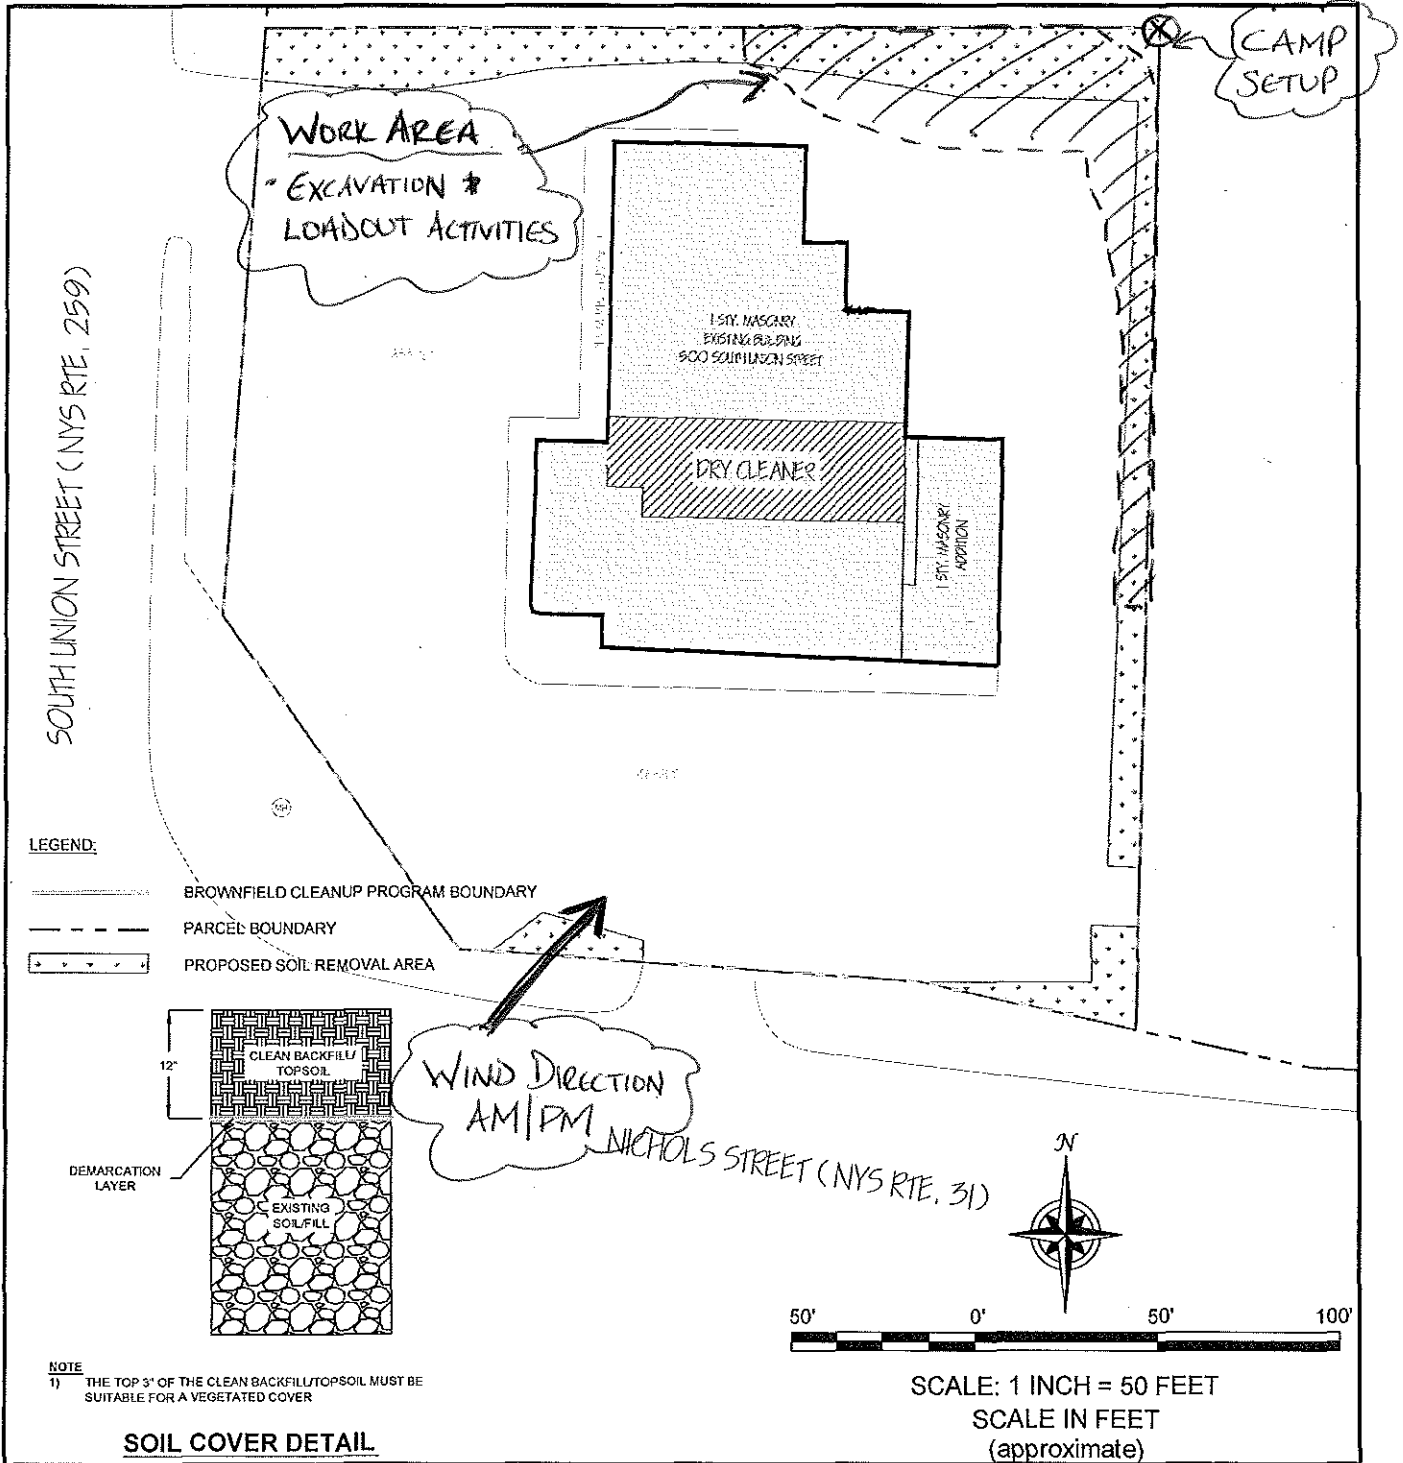 CAMP
SETUP
WORK AREA
- EXCAVATION &
LOADOUT ACTIVITIES
SOUTH UNION STREET (NYS RTE. 259)
1 STY. MASONRY
EXISTING BUILDING
500 SOUTH UNION STREET
DRY CLEANER
1 STY. MASONRY
ADDITION
MH
LEGEND:
BROWNFIELD CLEANUP PROGRAM BOUNDARY
PARCEL BOUNDARY
PROPOSED SOIL REMOVAL AREA
12"
CLEAN BACKFILL/
TOPSOIL
DEMARCATION
LAYER
EXISTING
SOIL/FILL
WIND DIRECTION
AM/PM
NICHOLS STREET (NYS RTE. 31)
N
50' 0' 50' 100'
SCALE: 1 INCH = 50 FEET
SCALE IN FEET
(approximate)
NOTE
1) THE TOP 3" OF THE CLEAN BACKFILL/TOPSOIL MUST BE
SUITABLE FOR A VEGETATED COVER
SOIL COVER DETAIL